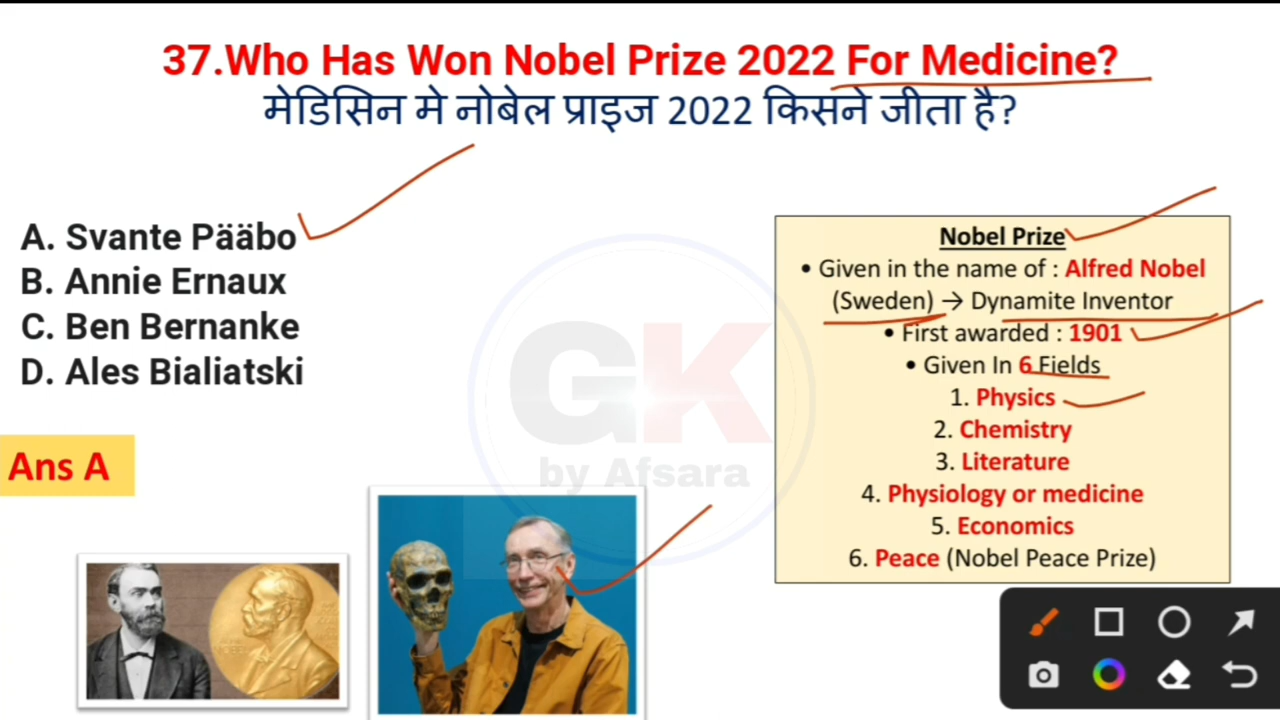 37.Who Has Won Nobel Prize 2022 For Medicine?
मेडिसिन मे नोबेल प्राइज 2022 किसने जीता है?
A. Svante Pääbo
B. Annie Ernaux
C. Ben Bernanke
D. Ales Bialiatski
Ans A
GK
by Afsara
Nobel Prize
• Given in the name of : Alfred Nobel
(Sweden) → Dynamite Inventor
• First awarded : 1901
• Given In 6 Fields
1. Physics
2. Chemistry
3. Literature
4. Physiology or medicine
5. Economics
6. Peace (Nobel Peace Prize)